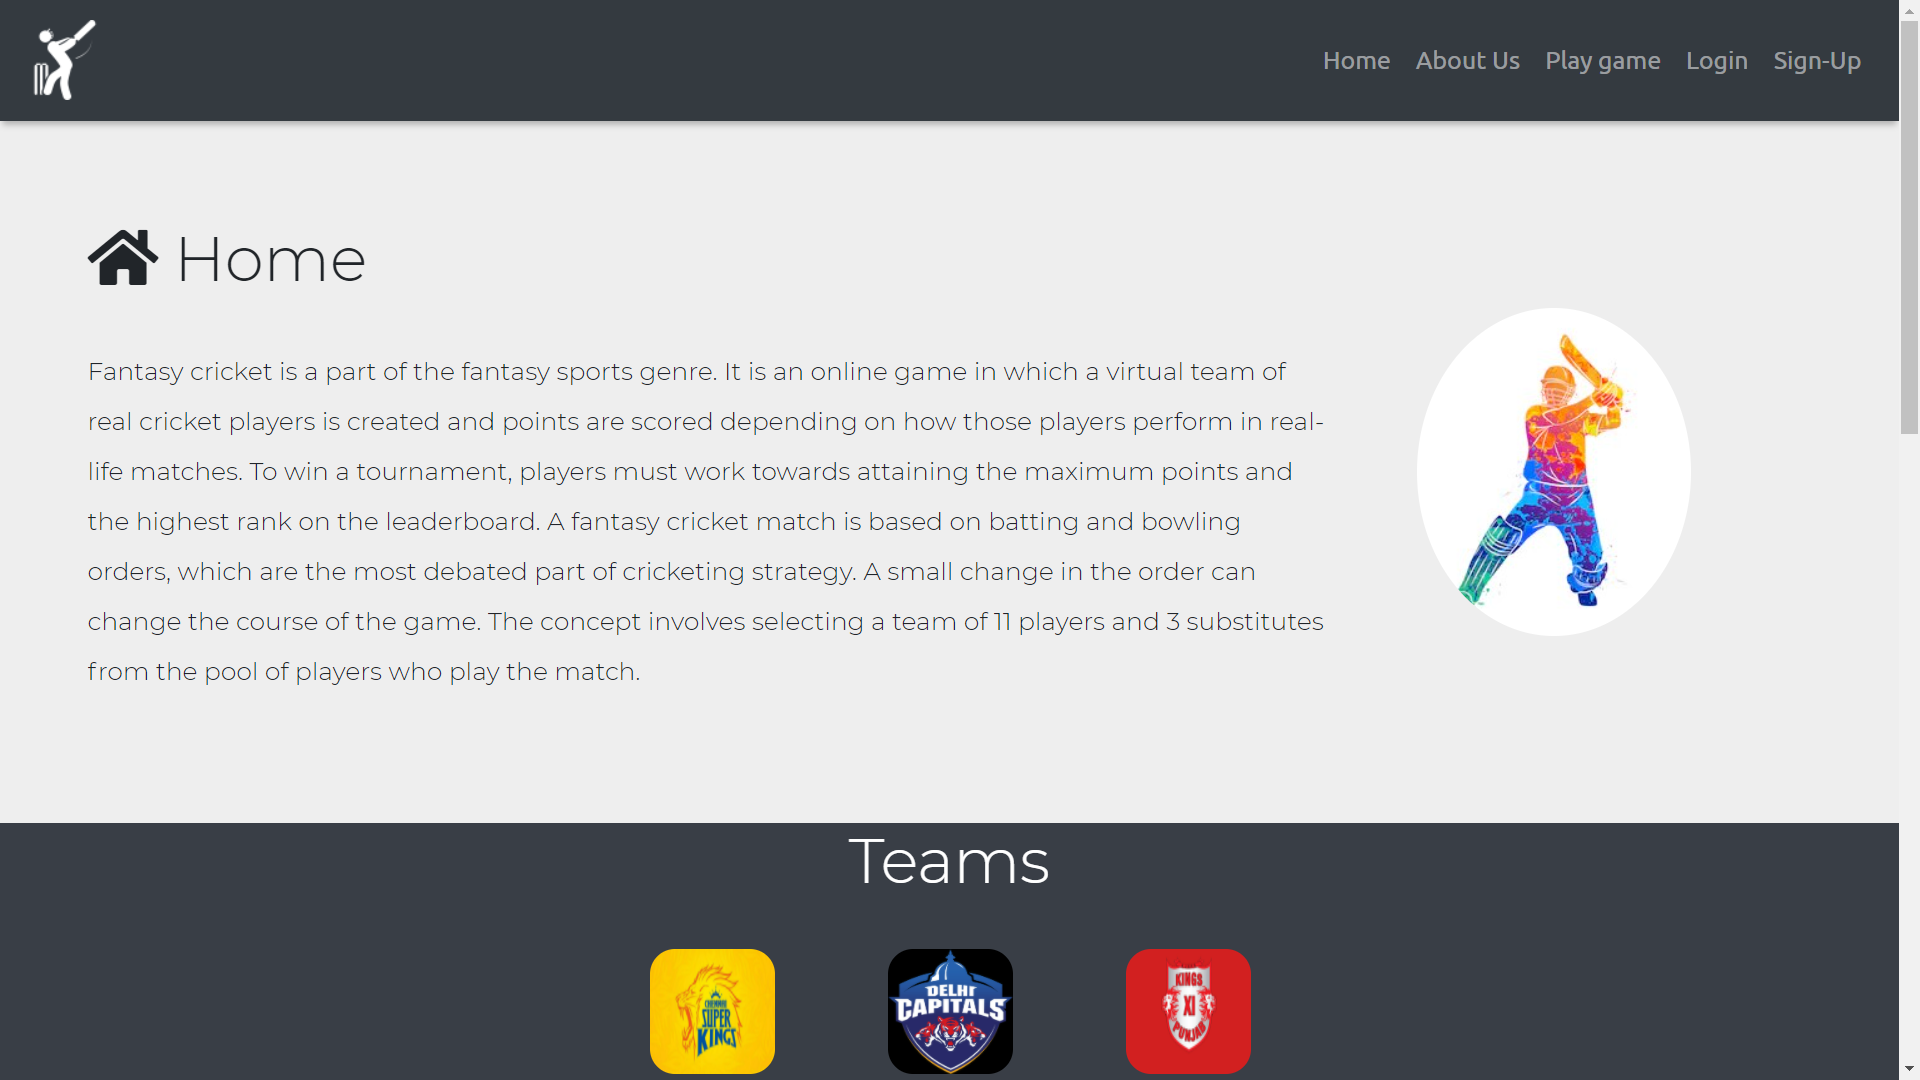 Home About Us Play game Login Sign-Up
Home
Fantasy cricket is a part of the fantasy sports genre. It is an online game in which a virtual team of
real cricket players is created and points are scored depending on how those players perform in real-
life matches. To win a tournament, players must work towards attaining the maximum points and
the highest rank on the leaderboard. A fantasy cricket match is based on batting and bowling
orders, which are the most debated part of cricketing strategy. A small change in the order can
change the course of the game. The concept involves selecting a team of 11 players and 3 substitutes
from the pool of players who play the match.
Teams
CHENNAI
SUPER
KINGS
DELHI
CAPITALS
KINGS
XI
PUNJAB